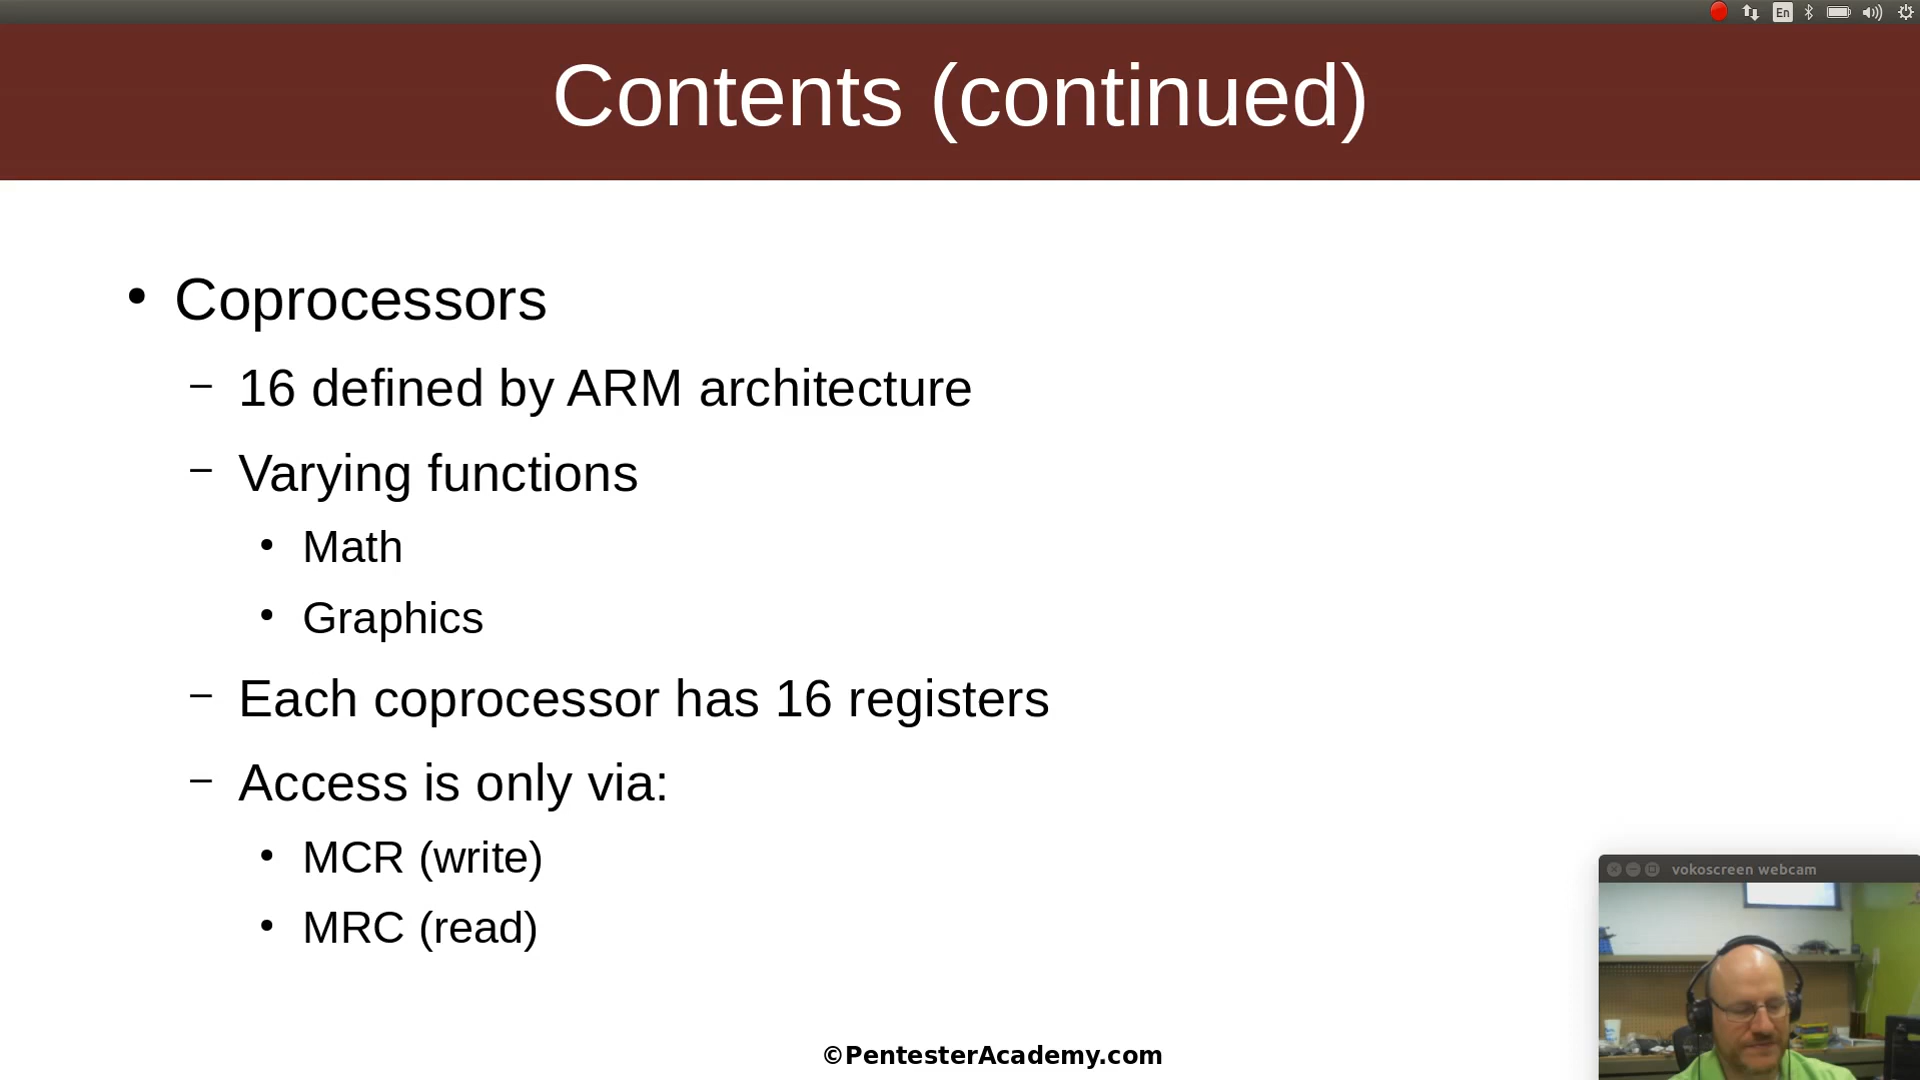 En
Contents (continued)
Coprocessors
16 defined by ARM architecture
Varying functions
Math
Graphics
Each coprocessor has 16 registers
Access is only via:
MCR (write)
MRC (read)
vokoscreen webcam
©PentesterAcademy.com